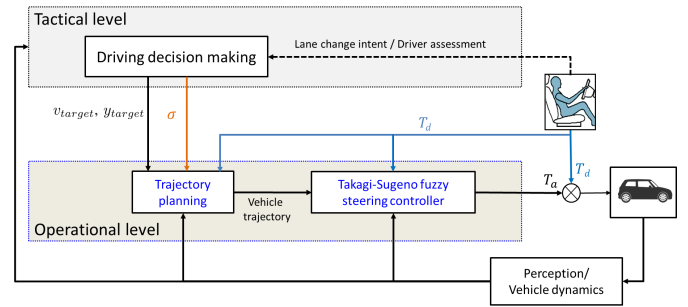 Tactical level
Driving decision making
Lane change intent / Driver assessment
v_target, y_target
σ
T_d
T_d
Trajectory
planning
Vehicle
trajectory
Takagi-Sugeno fuzzy
steering controller
T_a
Operational level
Perception/
Vehicle dynamics